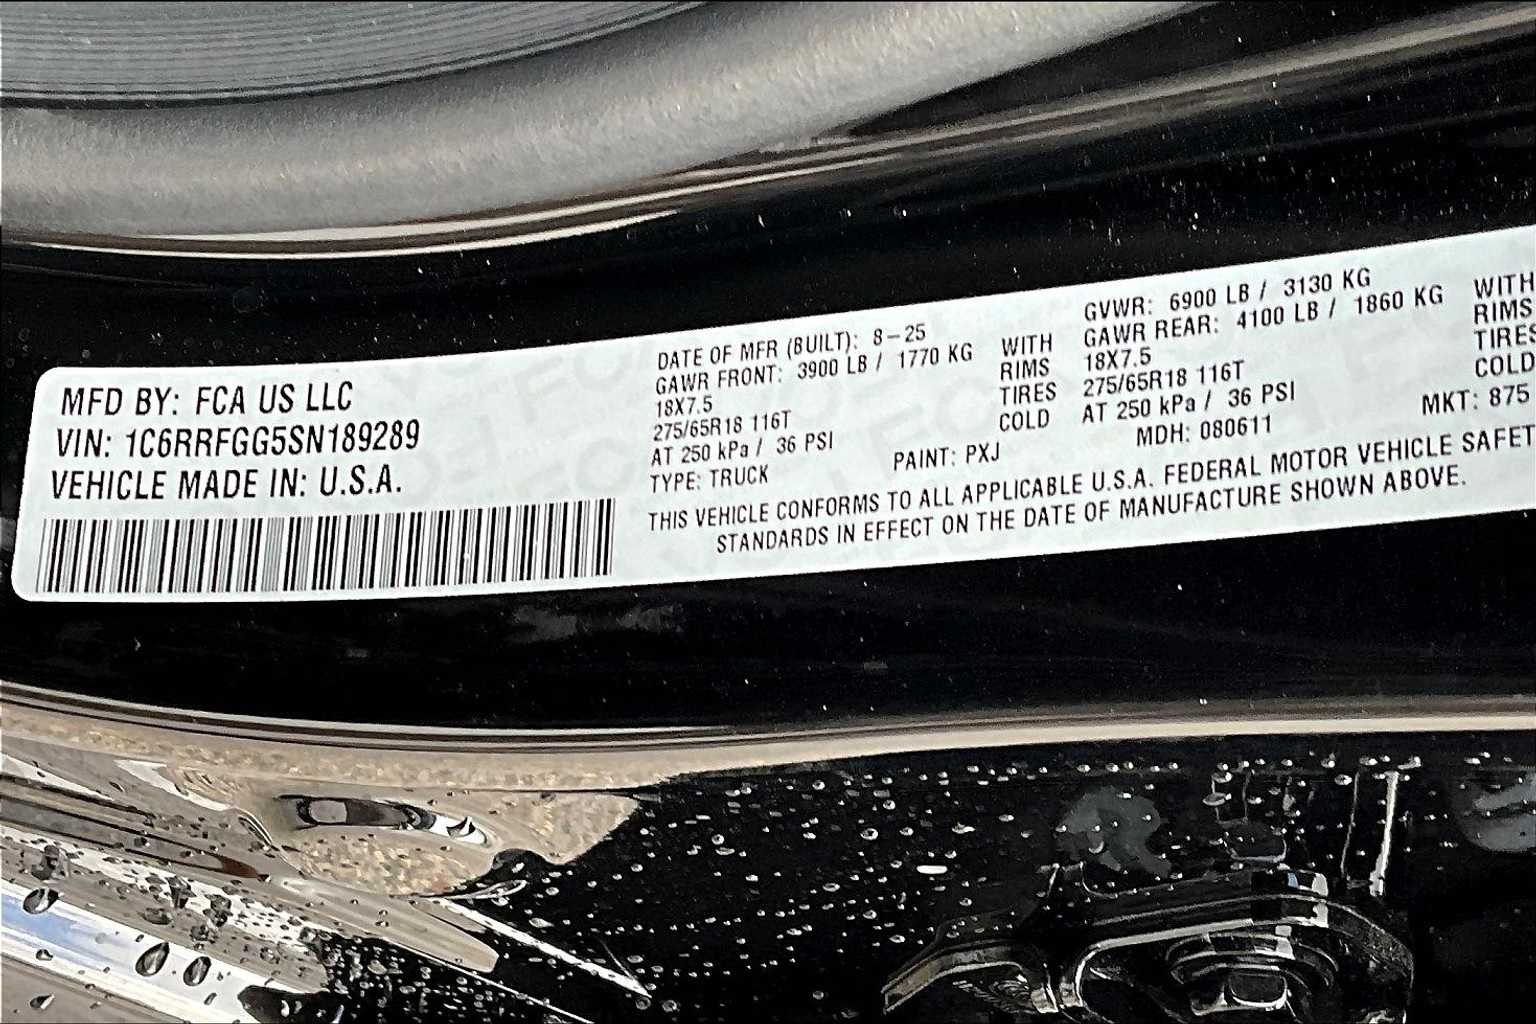 MFD BY: FCA US LLC
VIN: 1C6RRFGG5SN189289
VEHICLE MADE IN: U.S.A.
DATE OF MFR (BUILT): 8-25
GAWR FRONT: 3900 LB / 1770 KG
18X7.5
275/65R18 116T
AT 250 kPa / 36 PSI
TYPE: TRUCK
WITH
RIMS
TIRES
COLD
PAINT: PXJ
GVWR: 6900 LB / 3130 KG
GAWR REAR: 4100 LB / 1860 KG
18X7.5
275/65R18 116T
AT 250 kPa / 36 PSI
MDH: 080611
WITH
RIMS
TIRES
COLD
MKT: 875
THIS VEHICLE CONFORMS TO ALL APPLICABLE U.S.A. FEDERAL MOTOR VEHICLE SAFET
STANDARDS IN EFFECT ON THE DATE OF MANUFACTURE SHOWN ABOVE.